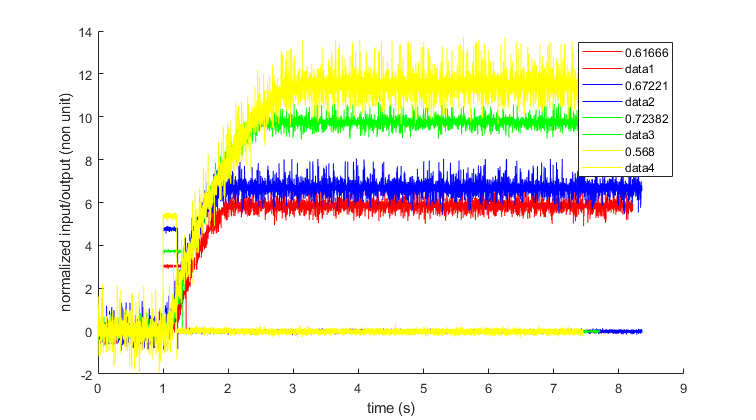 14
12
10
8
6
4
2
0
-2
0 1 2 3 4 5 6 7 8 9
normalized input/output (non unit)
time (s)
0.61666
data1
0.67221
data2
0.72382
data3
0.568
data4